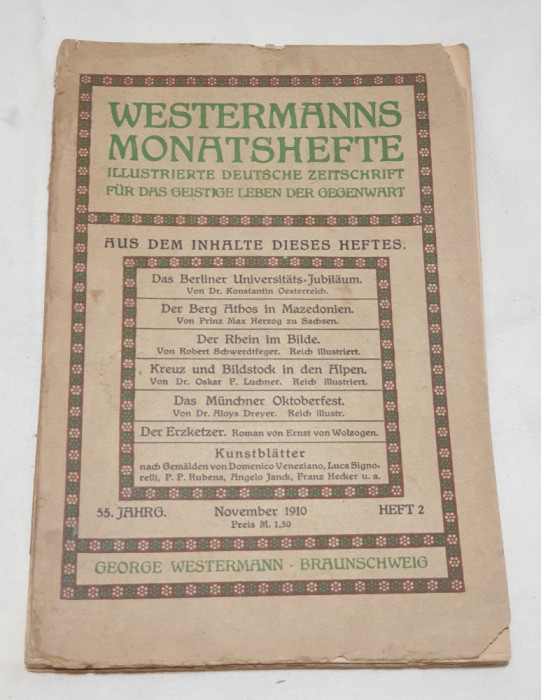 WESTERMANNS
MONATSHEFTE
ILLUSTRIERTE DEUTSCHE ZEITSCHRIFT
FÜR DAS GEISTIGE LEBEN DER GEGENWART
AUS DEM INHALTE DIESES HEFTES.
Das Berliner Universitäts-Jubiläum.
Von Dr. Konstantin Oesterreich.
Der Berg Athos in Mazedonien.
Von Prinz Max Herzog zu Sachsen.
Der Rhein im Bilde.
Von Robert Schwerdtfeger. Reich illustriert.
Kreuz und Bildstock in den Alpen.
Von Dr. Oskar F. Luchner. Reich illustriert.
Das Münchner Oktoberfest.
Von Dr. Aloys Dreyer. Reich illustr.
Der Erzketzer. Roman von Ernst von Wolzogen.
Kunstblätter
nach Gemälden von Domenico Veneziano, Luca Signo-
relli, P. P. Rubens, Angelo Janck, Franz Hecker u. a.
55. JAHRG. November 1910 HEFT 2
Preis M. 1,50
GEORGE WESTERMANN · BRAUNSCHWEIG